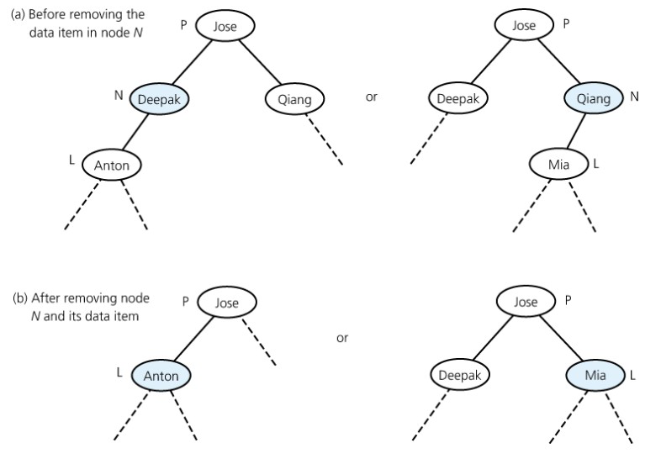 (a) Before removing the
data item in node N
P
Jose
N
Deepak
Qiang
L
Anton
or
Jose
P
Deepak
Qiang
N
Mia
L
(b) After removing node
N and its data item
P
Jose
L
Anton
or
Jose
P
Deepak
Mia
L